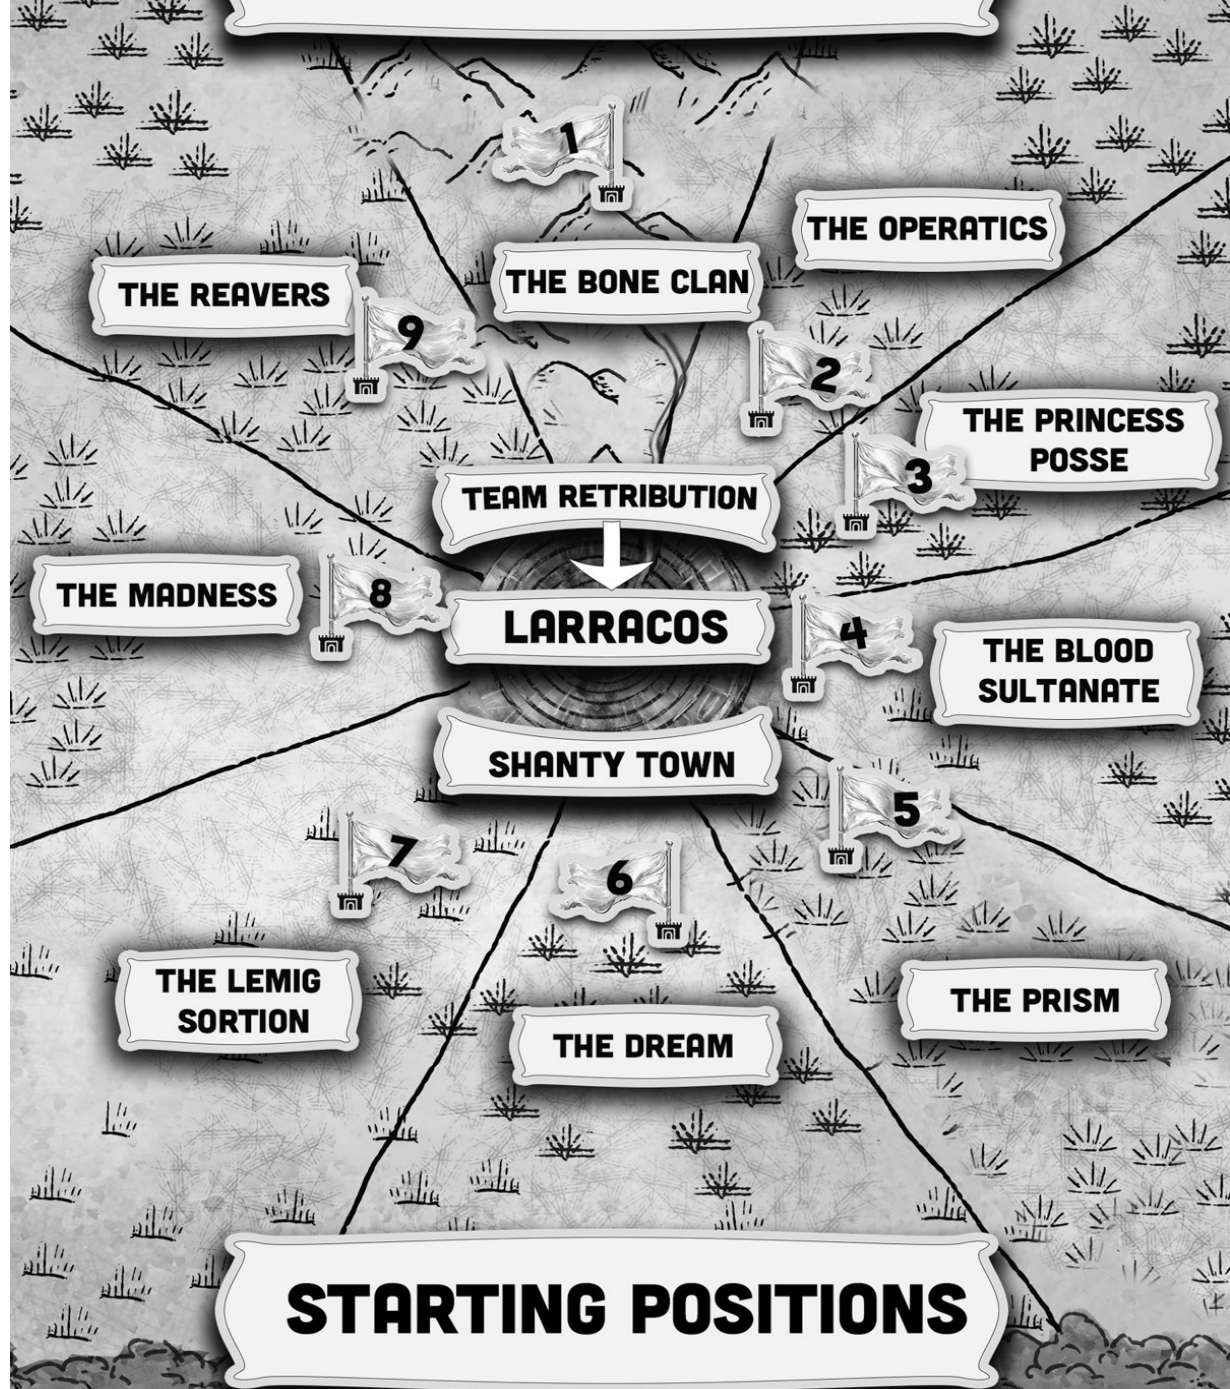 1
THE OPERATICS
THE REAVERS
THE BONE CLAN
9
2
THE PRINCESS
POSSE
3
TEAM RETRIBUTION
THE MADNESS
8
LARRACOS
4
THE BLOOD
SULTANATE
SHANTY TOWN
5
7
6
THE LEMIG
SORTION
THE DREAM
THE PRISM
STARTING POSITIONS